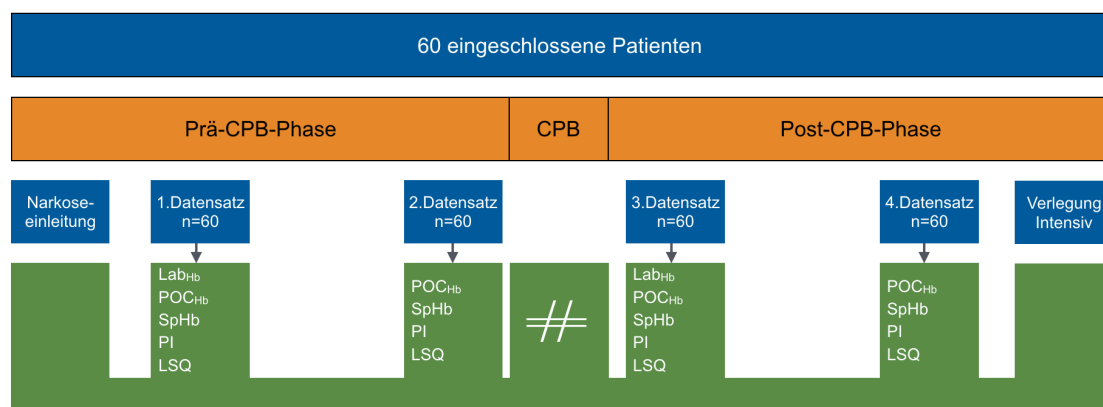 60 eingeschlossene Patienten
Prä-CPB-Phase
CPB
Post-CPB-Phase
Narkose-
einleitung
1.Datensatz
n=60
2.Datensatz
n=60
3.Datensatz
n=60
4.Datensatz
n=60
Verlegung
Intensiv
LabHb
POCHb
SpHb
PI
LSQ
POCHb
SpHb
PI
LSQ
LabHb
POCHb
SpHb
PI
LSQ
POCHb
SpHb
PI
LSQ